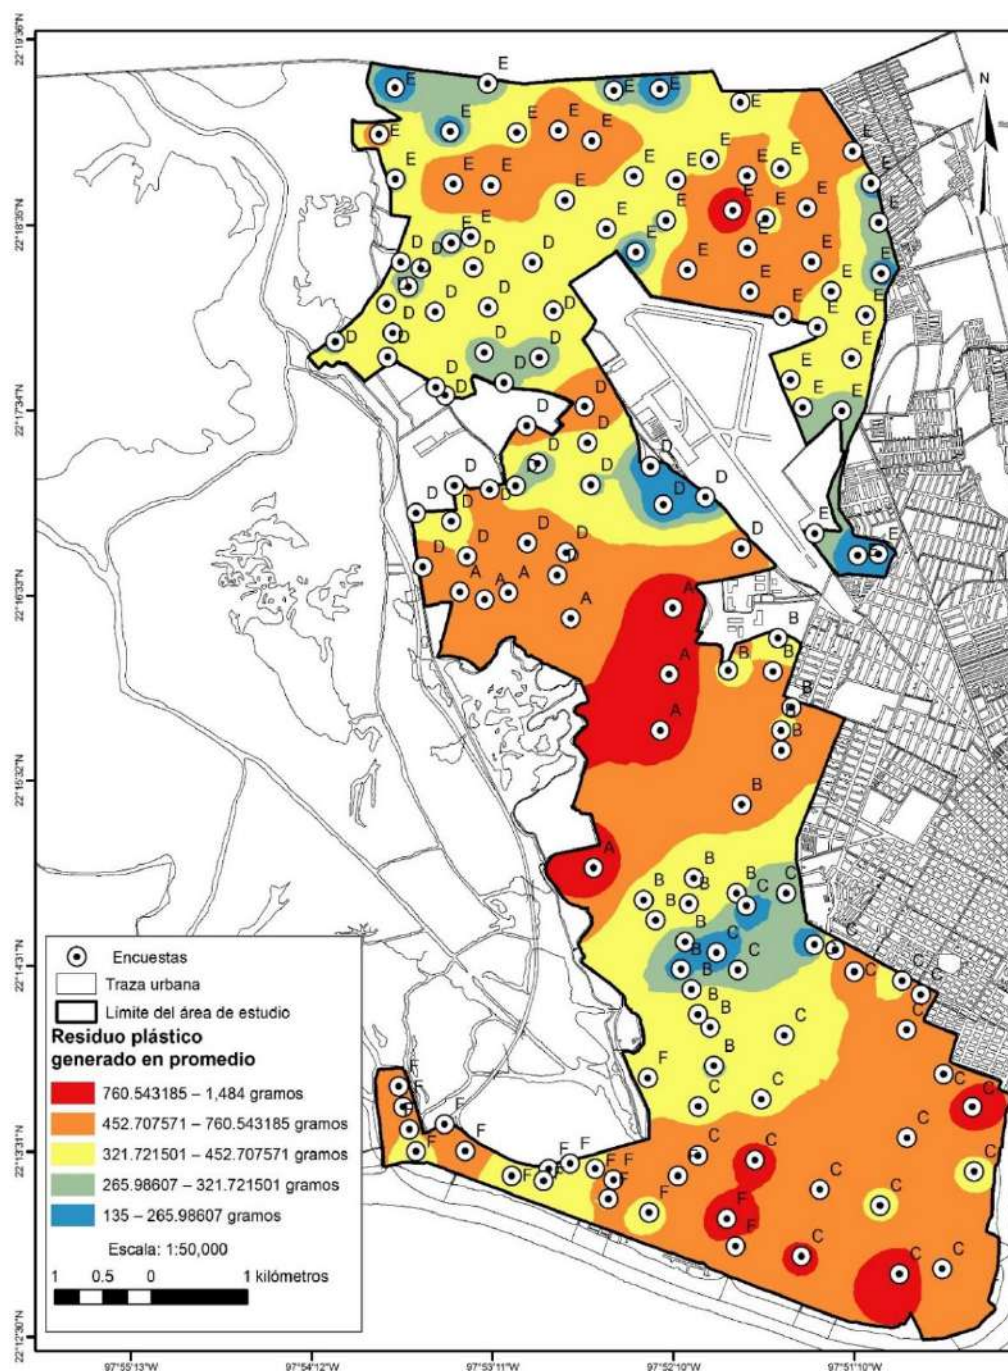 22°19'36"N
22°18'35"N
22°17'34"N
22°16'33"N
22°15'32"N
22°14'31"N
22°13'31"N
22°12'30"N
N
E E E E E
E E E E E
E E E E E
E E E E
E E E E
D D D D
D D D D
D D D D
D D D D
A A A A
A A A A
B B B B
B B B B
C C C C
C C C C
F F F F
F F F F
Encuestas
Traza urbana
Límite del área de estudio
Residuo plástico
generado en promedio
760.543185 – 1,484 gramos
452.707571 – 760.543185 gramos
321.721501 – 452.707571 gramos
265.98607 – 321.721501 gramos
135 – 265.98607 gramos
Escala: 1:50,000
1 0.5 0 1 kilómetros
97°55'13"W 97°54'12"W 97°53'11"W 97°52'10"W 97°51'10"W